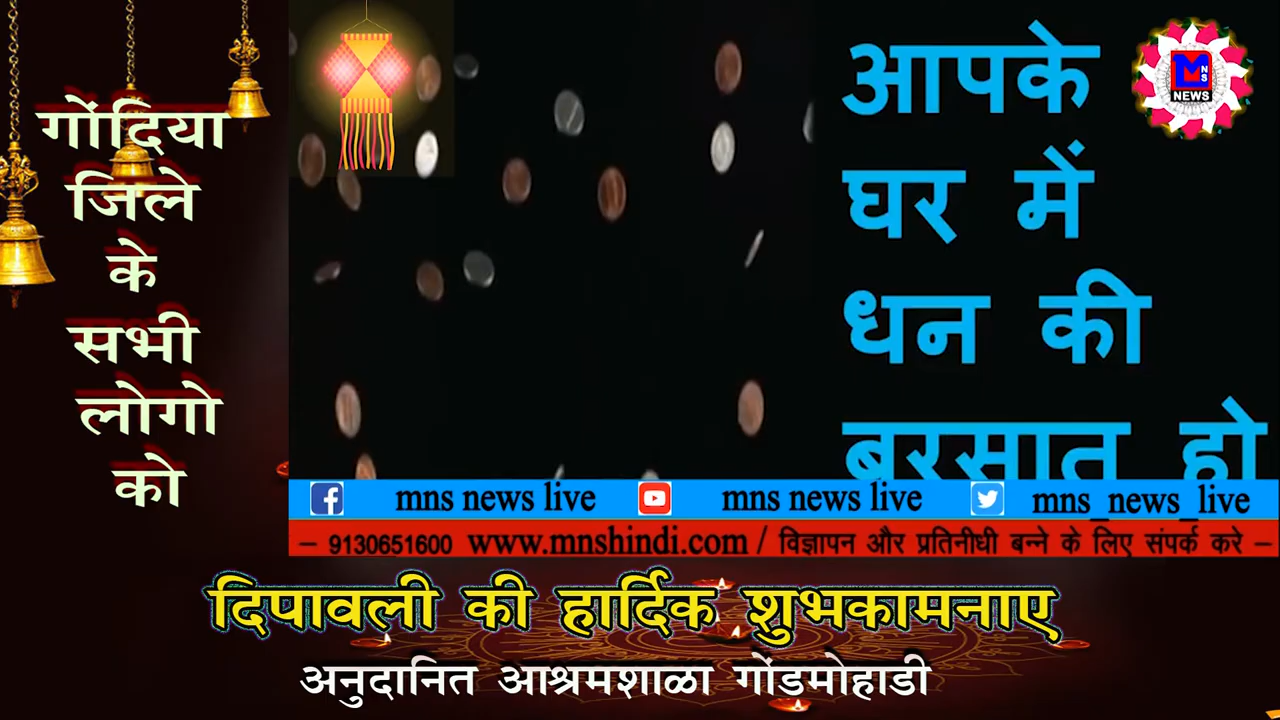 गोंदिया
जिले
के
सभी
लोगो
को
आपके
घर में
धन की
बरसात हो
MNS
NEWS
mns news live
mns news live
mns_news_live
– 9130651600 www.mnshindi.com / विज्ञापन और प्रतिनीधी बन्ने के लिए संपर्क करे –
दिपावली की हार्दिक शुभकामनाए
अनुदानित आश्रमशाळा गोंडमोहाडी